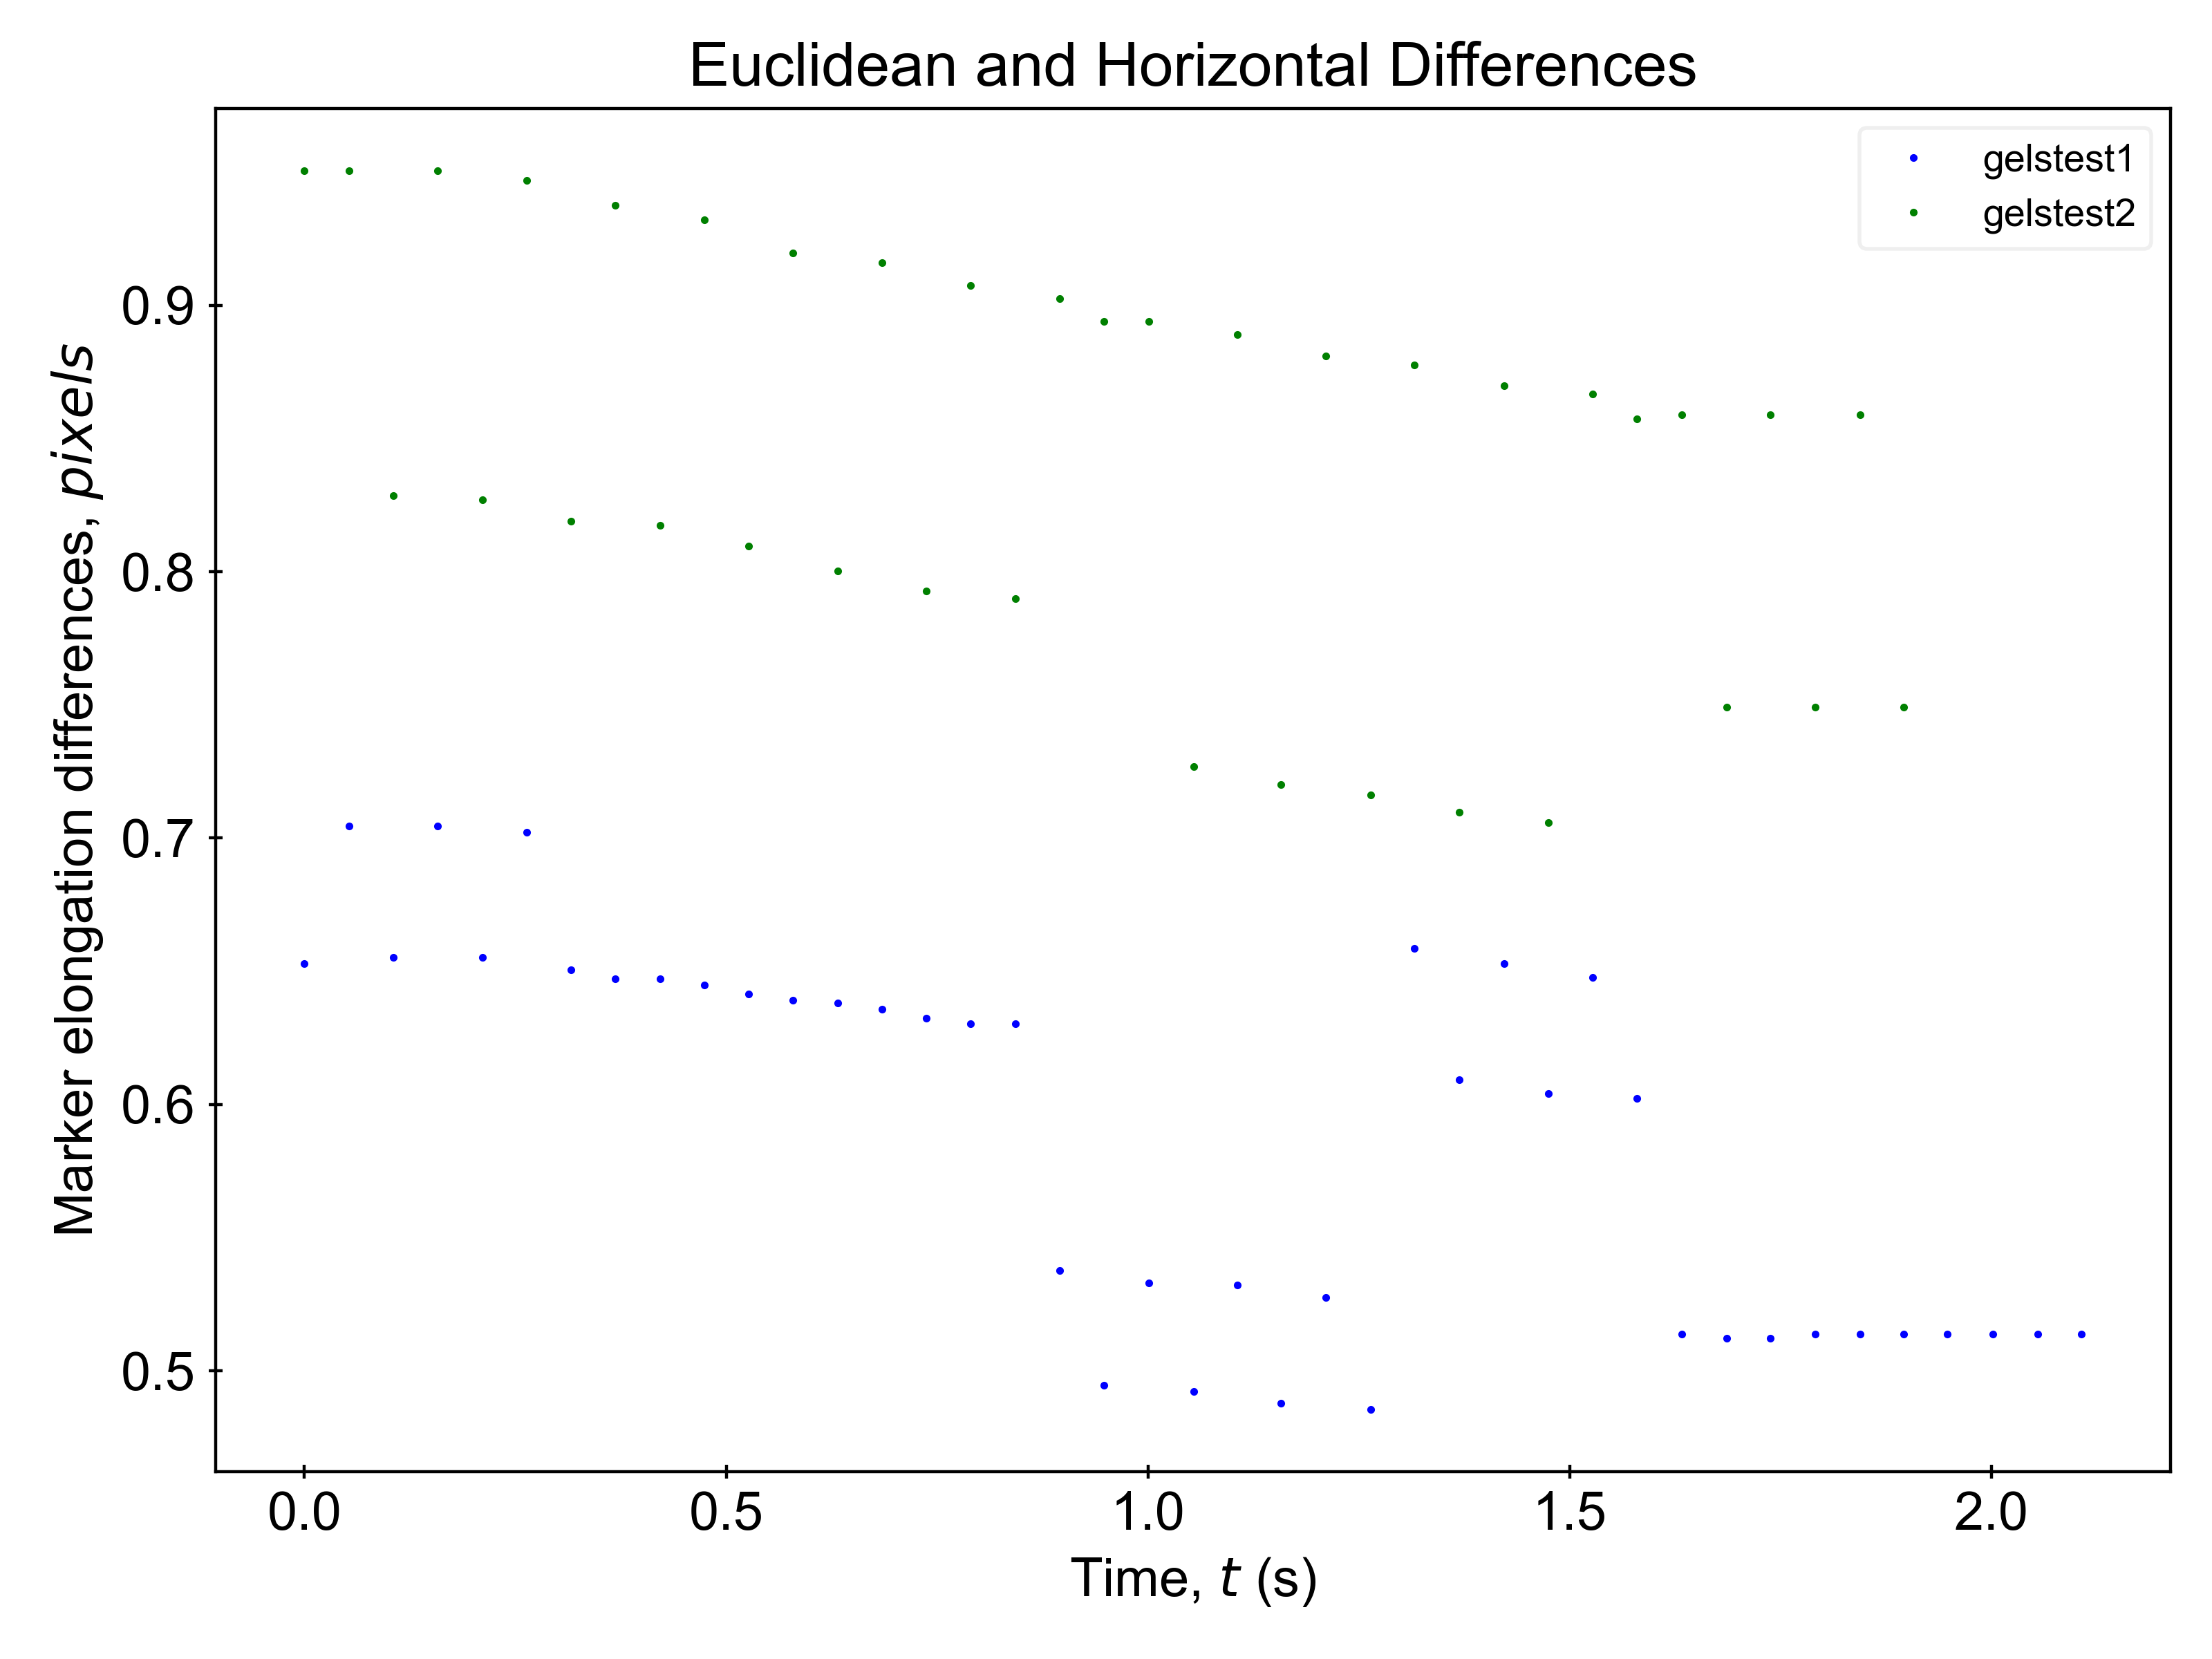 Euclidean and Horizontal Differences
gelstest1
gelstest2
Marker elongation differences, pixels
0.9
0.8
0.7
0.6
0.5
0.0 0.5 1.0 1.5 2.0
Time, t (s)